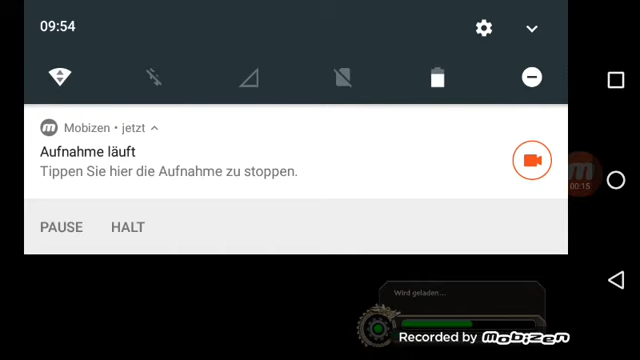 09:54
Mobizen • jetzt
Aufnahme läuft
Tippen Sie hier die Aufnahme zu stoppen.
00:15
PAUSE HALT
Wird geladen...
Recorded by Mobizen